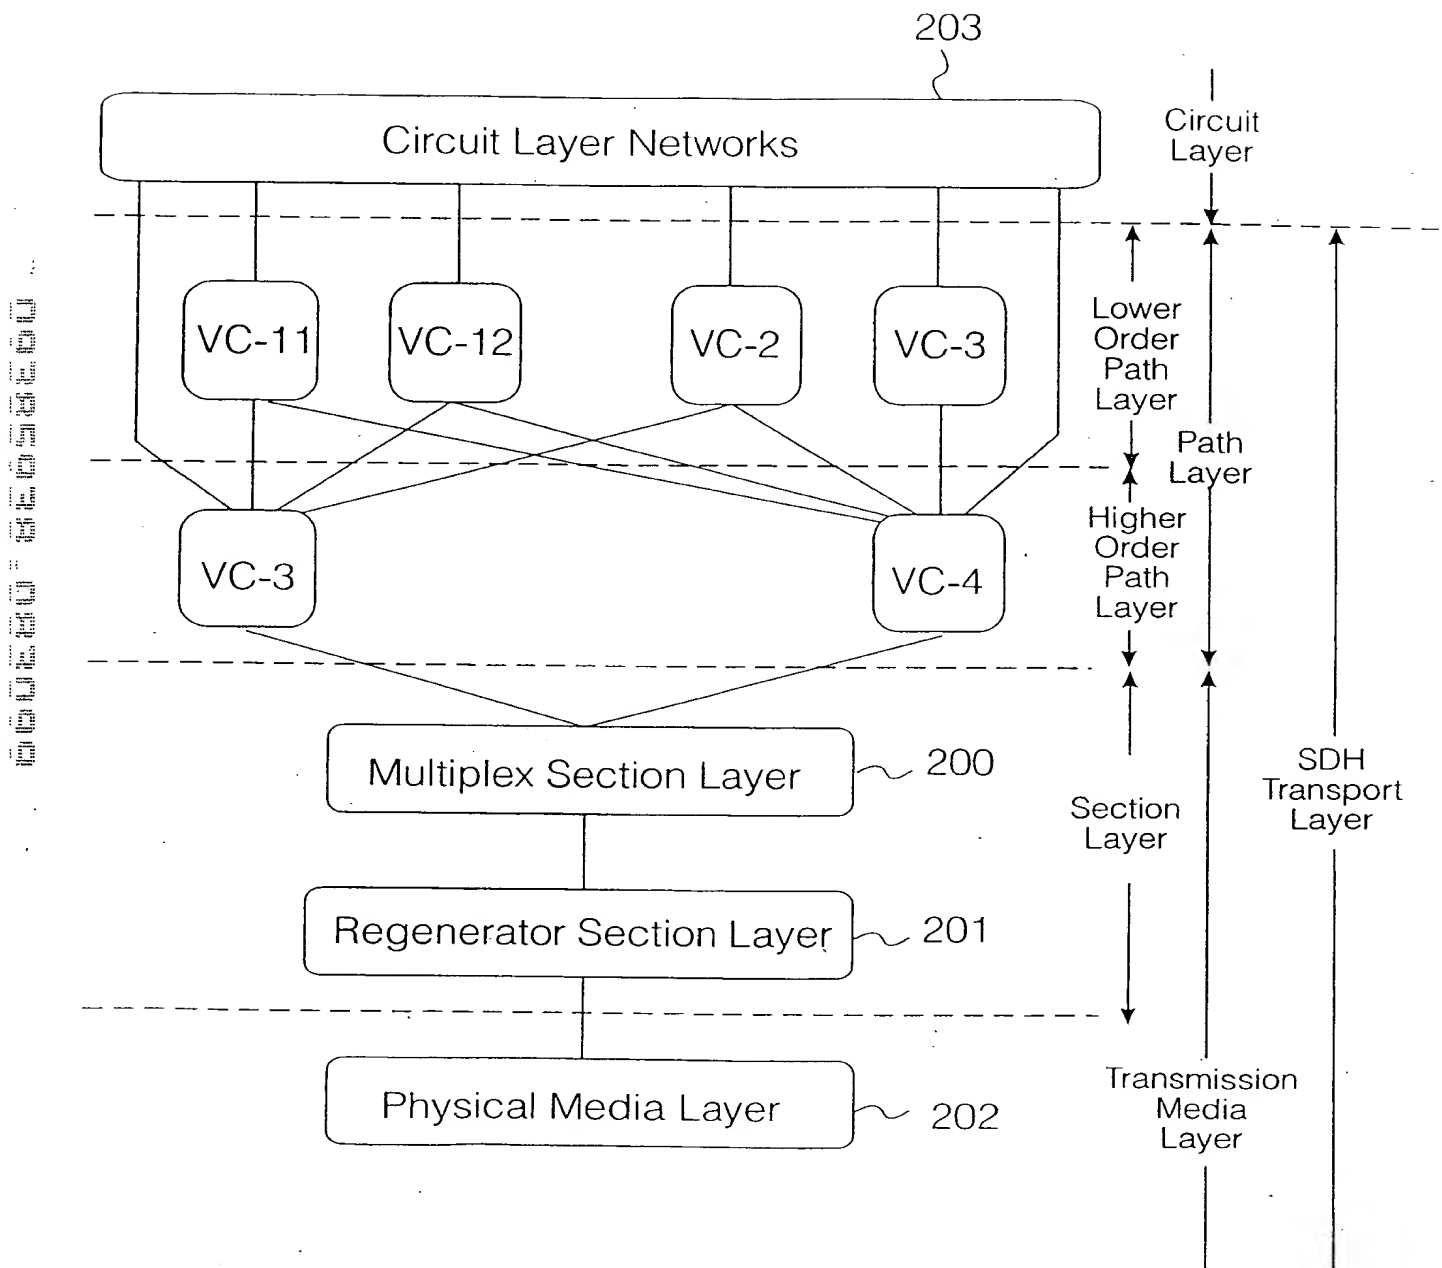 203
Circuit Layer Networks
Circuit
Layer
VC-11
VC-12
VC-2
VC-3
Lower
Order
Path
Layer
Path
Layer
VC-3
VC-4
Higher
Order
Path
Layer
Multiplex Section Layer
200
Section
Layer
SDH
Transport
Layer
Regenerator Section Layer
201
Physical Media Layer
202
Transmission
Media
Layer